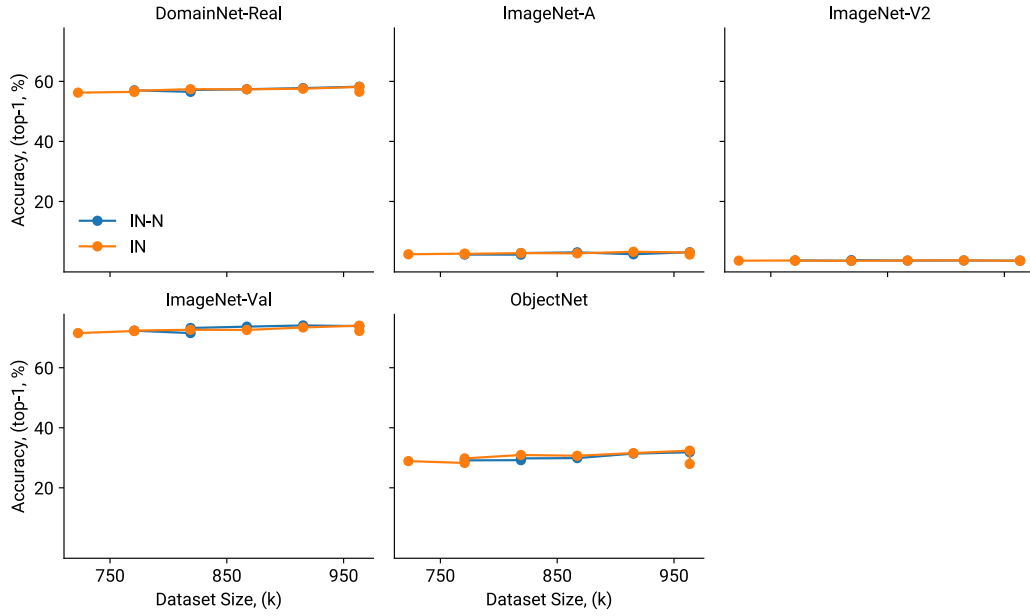 DomainNet-Real
ImageNet-A
ImageNet-V2
Accuracy, (top-1, %)
60
40
20
IN-N
IN
ImageNet-Val
ObjectNet
Accuracy, (top-1, %)
60
40
20
750
850
950
750
850
950
Dataset Size, (k)
Dataset Size, (k)